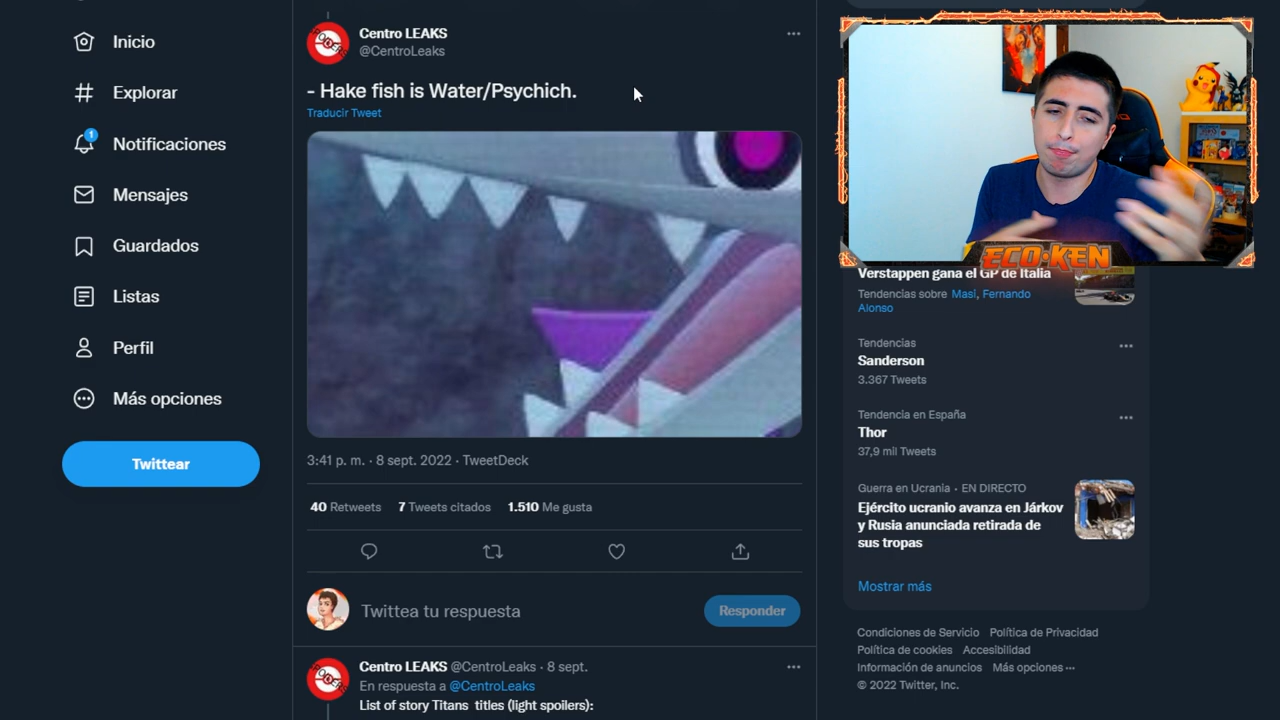 Inicio
Explorar
1
Notificaciones
Mensajes
Guardados
Listas
Perfil
Más opciones
Twittear
Centro LEAKS
@CentroLeaks
- Hake fish is Water/Psychich.
Traducir Tweet
3:41 p. m. · 8 sept. 2022 · TweetDeck
40 Retweets 7 Tweets citados 1.510 Me gusta
Twittea tu respuesta
Responder
Centro LEAKS @CentroLeaks · 8 sept.
En respuesta a @CentroLeaks
List of story Titans titles (light spoilers):
ECO·KEN
Verstappen gana el GP de Italia
Tendencias sobre Masi, Fernando
Alonso
Tendencias
Sanderson
3.367 Tweets
Tendencia en España
Thor
37,9 mil Tweets
Guerra en Ucrania · EN DIRECTO
Ejército ucranio avanza en Járkov
y Rusia anunciada retirada de
sus tropas
Mostrar más
Condiciones de Servicio Política de Privacidad
Política de cookies Accesibilidad
Información de anuncios Más opciones ···
© 2022 Twitter, Inc.